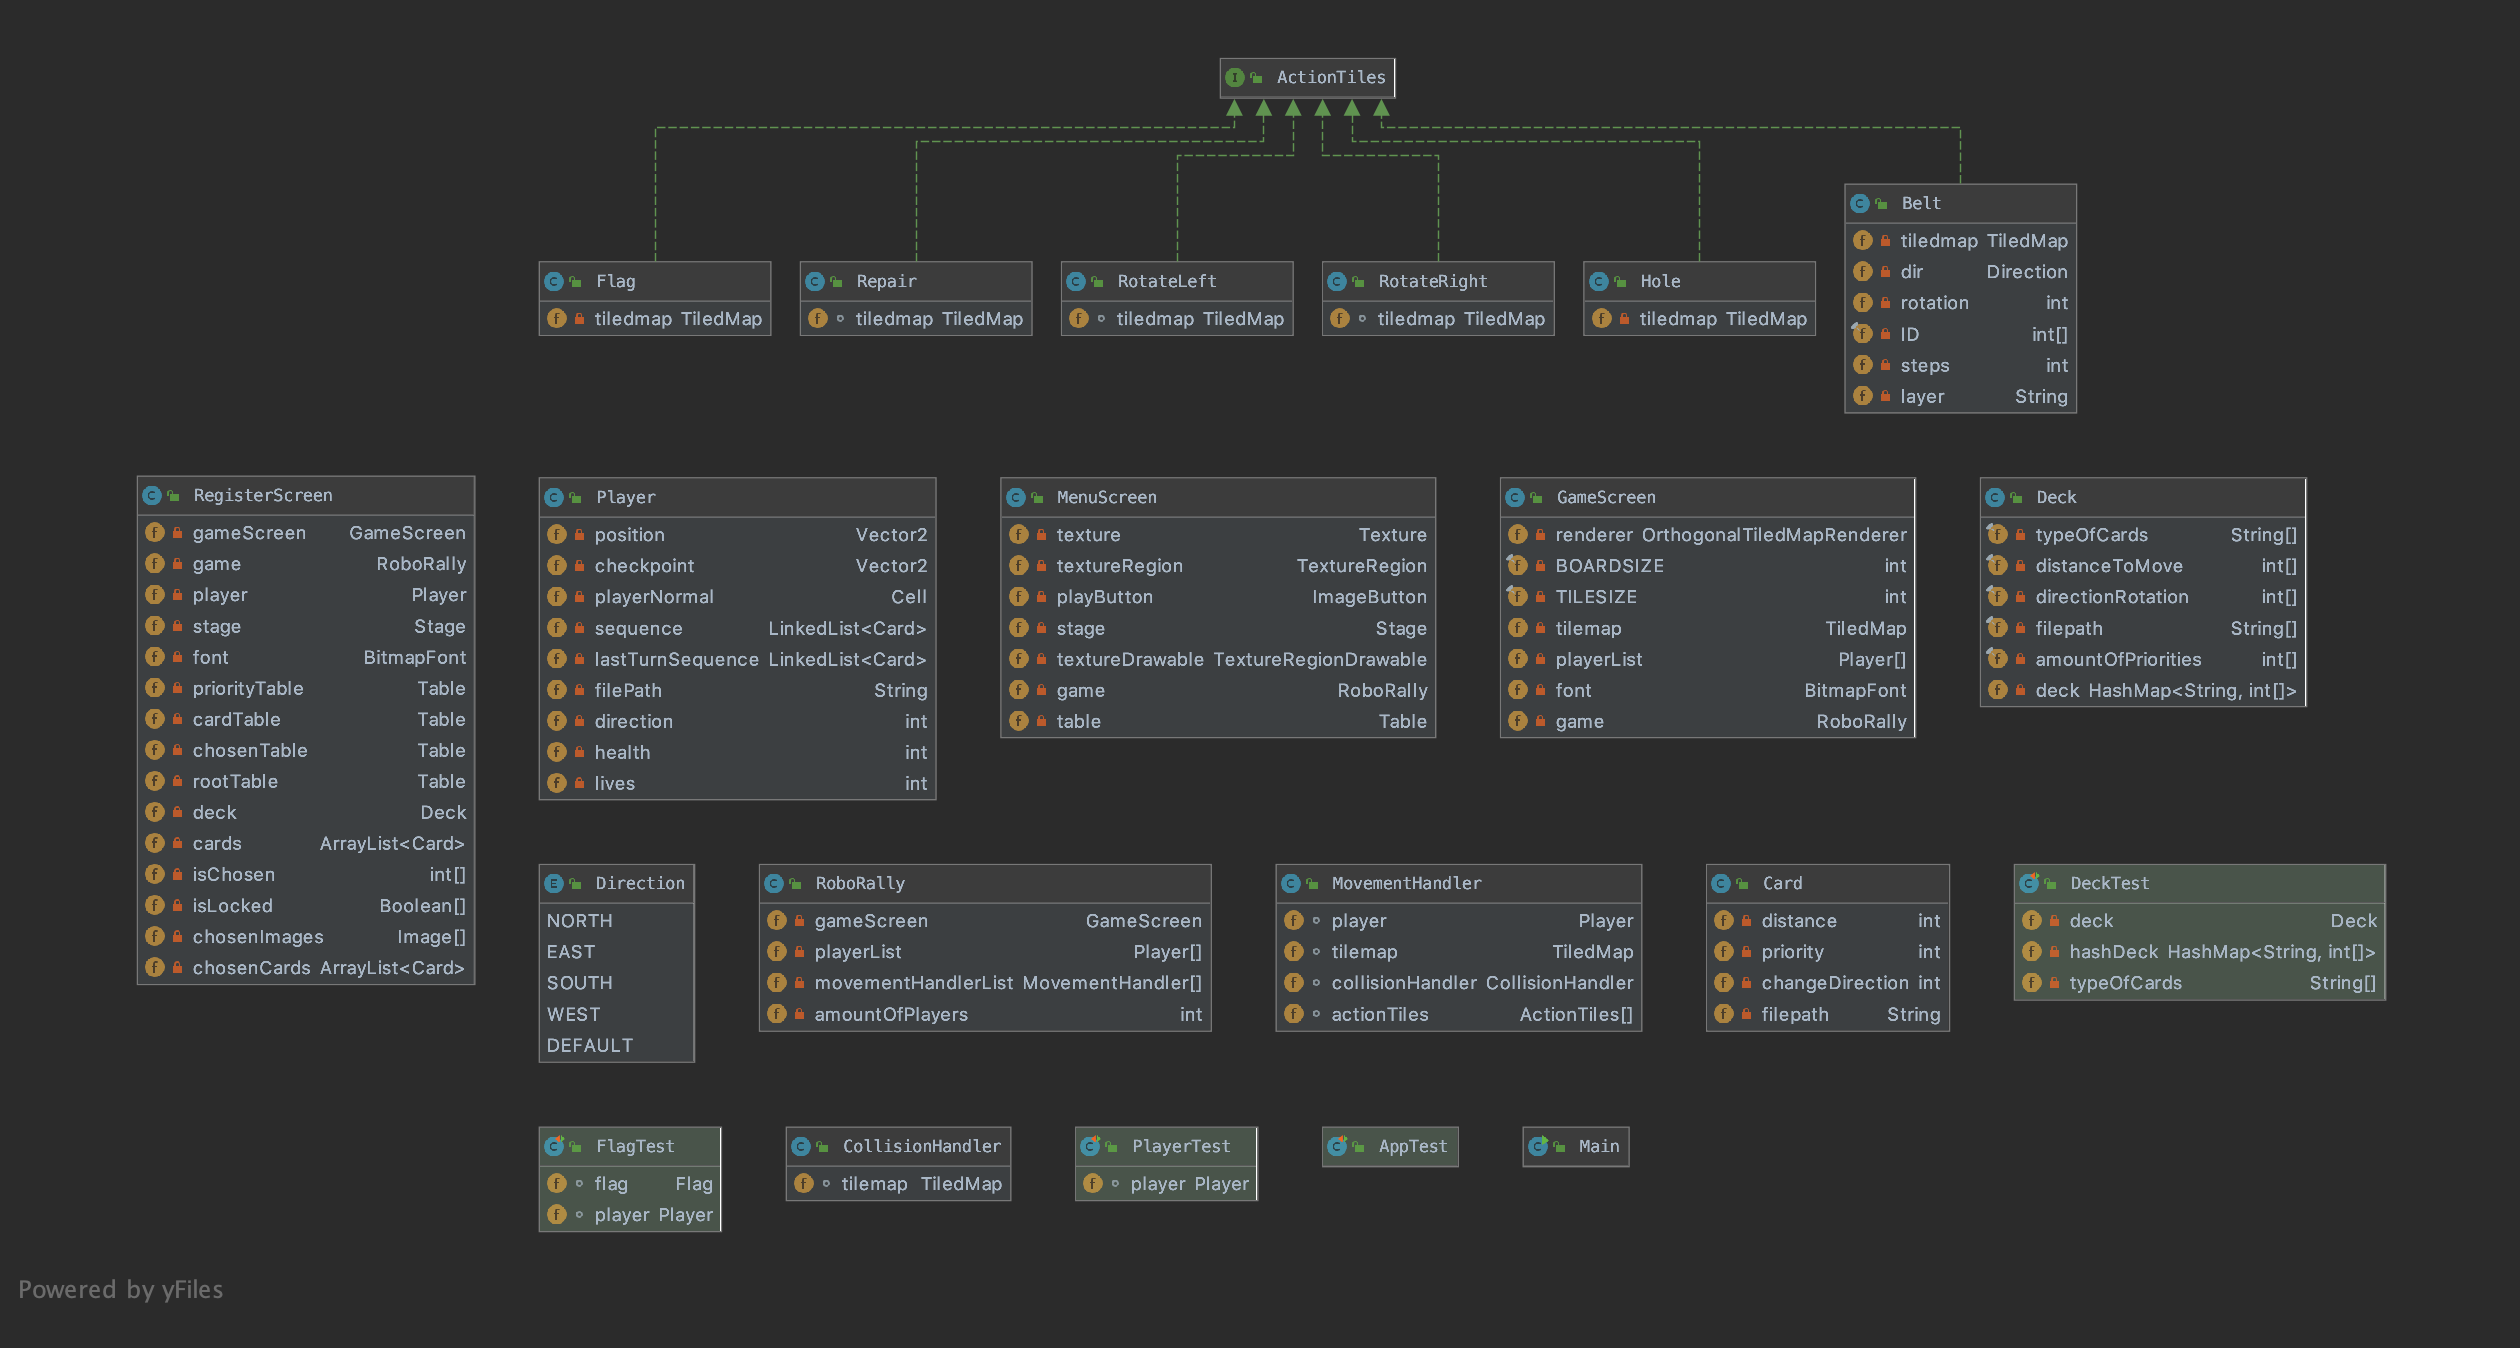 ActionTiles
Belt
tiledmap TiledMap
dir Direction
rotation int
ID int[]
steps int
layer String
Flag
tiledmap TiledMap
Repair
tiledmap TiledMap
RotateLeft
tiledmap TiledMap
RotateRight
tiledmap TiledMap
Hole
tiledmap TiledMap
RegisterScreen
gameScreen GameScreen
game RoboRally
player Player
stage Stage
font BitmapFont
priorityTable Table
cardTable Table
chosenTable Table
rootTable Table
deck Deck
cards ArrayList<Card>
isChosen int[]
isLocked Boolean[]
chosenImages Image[]
chosenCards ArrayList<Card>
Player
position Vector2
checkpoint Vector2
playerNormal Cell
sequence LinkedList<Card>
lastTurnSequence LinkedList<Card>
filePath String
direction int
health int
lives int
MenuScreen
texture Texture
textureRegion TextureRegion
playButton ImageButton
stage Stage
textureDrawable TextureRegionDrawable
game RoboRally
table Table
GameScreen
renderer OrthogonalTiledMapRenderer
BOARDSIZE int
TILESIZE int
tilemap TiledMap
playerList Player[]
font BitmapFont
game RoboRally
Deck
typeOfCards String[]
distanceToMove int[]
directionRotation int[]
filepath String[]
amountOfPriorities int[]
deck HashMap<String, int[]>
Direction
NORTH
EAST
SOUTH
WEST
DEFAULT
RoboRally
gameScreen GameScreen
playerList Player[]
movementHandlerList MovementHandler[]
amountOfPlayers int
MovementHandler
player Player
tilemap TiledMap
collisionHandler CollisionHandler
actionTiles ActionTiles[]
Card
distance int
priority int
changeDirection int
filepath String
DeckTest
deck Deck
hashDeck HashMap<String, int[]>
typeOfCards String[]
FlagTest
flag Flag
player Player
CollisionHandler
tilemap TiledMap
PlayerTest
player Player
AppTest
Main
Powered by yFiles